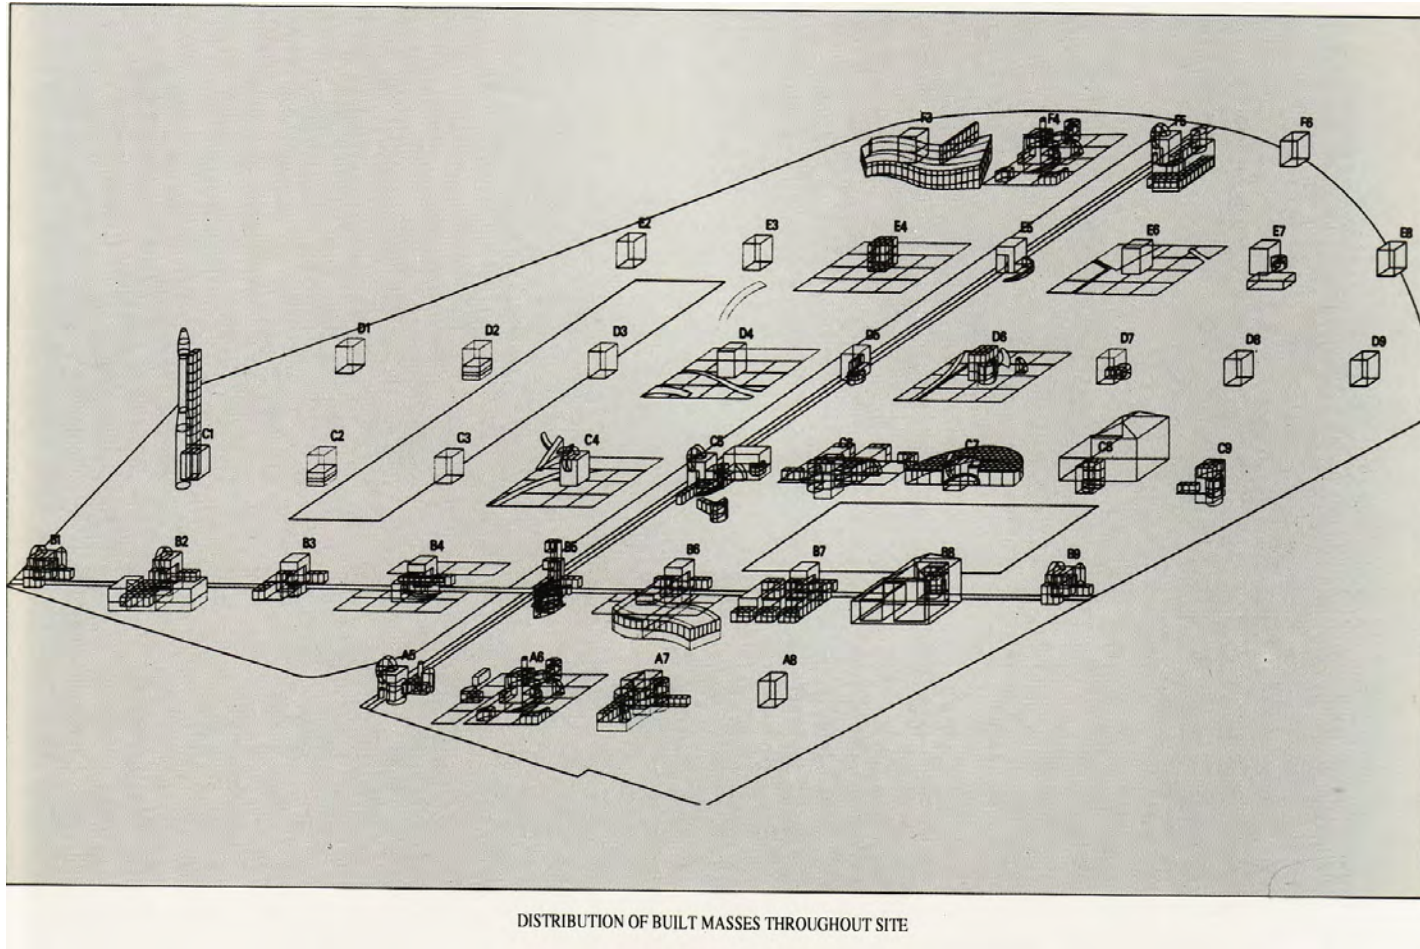 F3
F4
F5
F6
E2
E3
E4
E5
E6
E7
E8
D1
D2
D3
D4
D5
D6
D7
D8
D9
C1
C2
C3
C4
C5
C6
C7
C8
C9
B1
B2
B3
B4
B5
B6
B7
B8
B9
A5
A6
A7
A8
DISTRIBUTION OF BUILT MASSES THROUGHOUT SITE